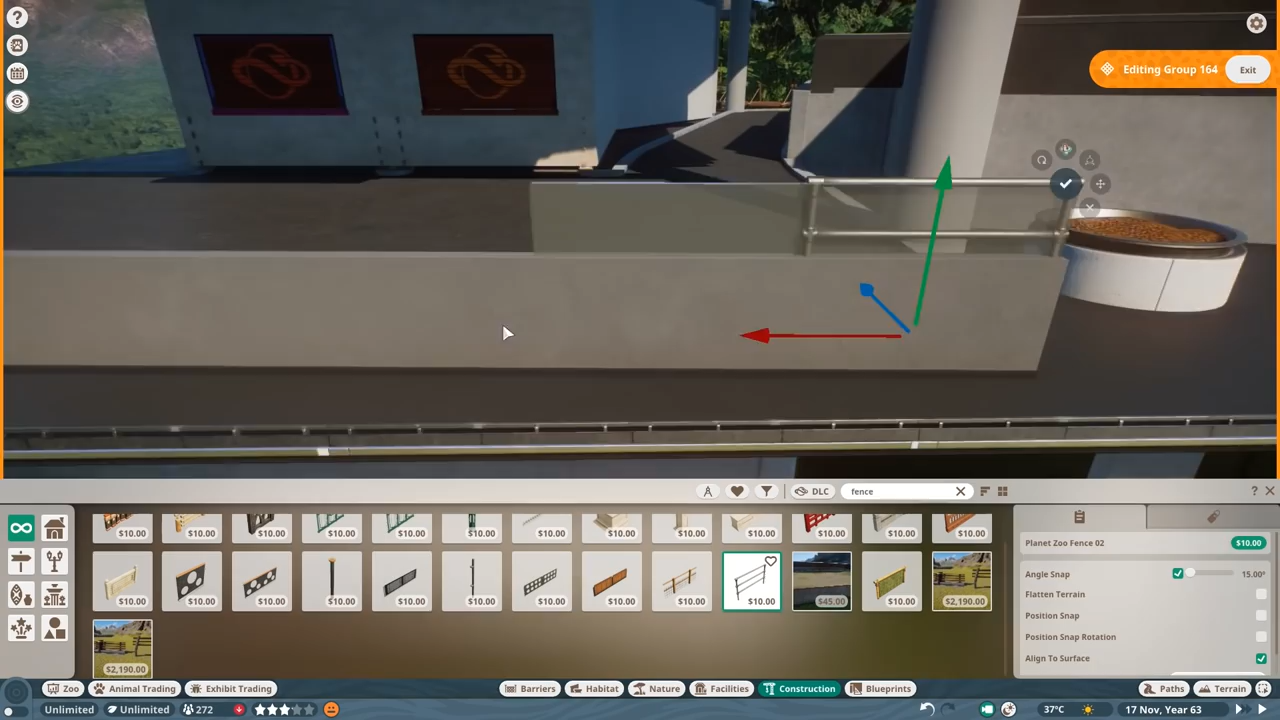 ?
Editing Group 164
Exit
DLC
fence
?
$10.00 $10.00 $10.00 $10.00 $10.00 $10.00 $10.00 $10.00 $10.00 $10.00 $10.00 $10.00 $10.00
$10.00 $10.00 $10.00 $10.00 $10.00 $10.00 $10.00 $10.00 $10.00 $10.00 $45.00 $10.00 $2,190.00
$2,190.00
Planet Zoo Fence 02 $10.00
Angle Snap 15.00°
Flatten Terrain
Position Snap
Position Snap Rotation
Align To Surface
Zoo Animal Trading Exhibit Trading Barriers Habitat Nature Facilities Construction Blueprints Paths Terrain
Unlimited Unlimited 272 37°C 17 Nov, Year 63